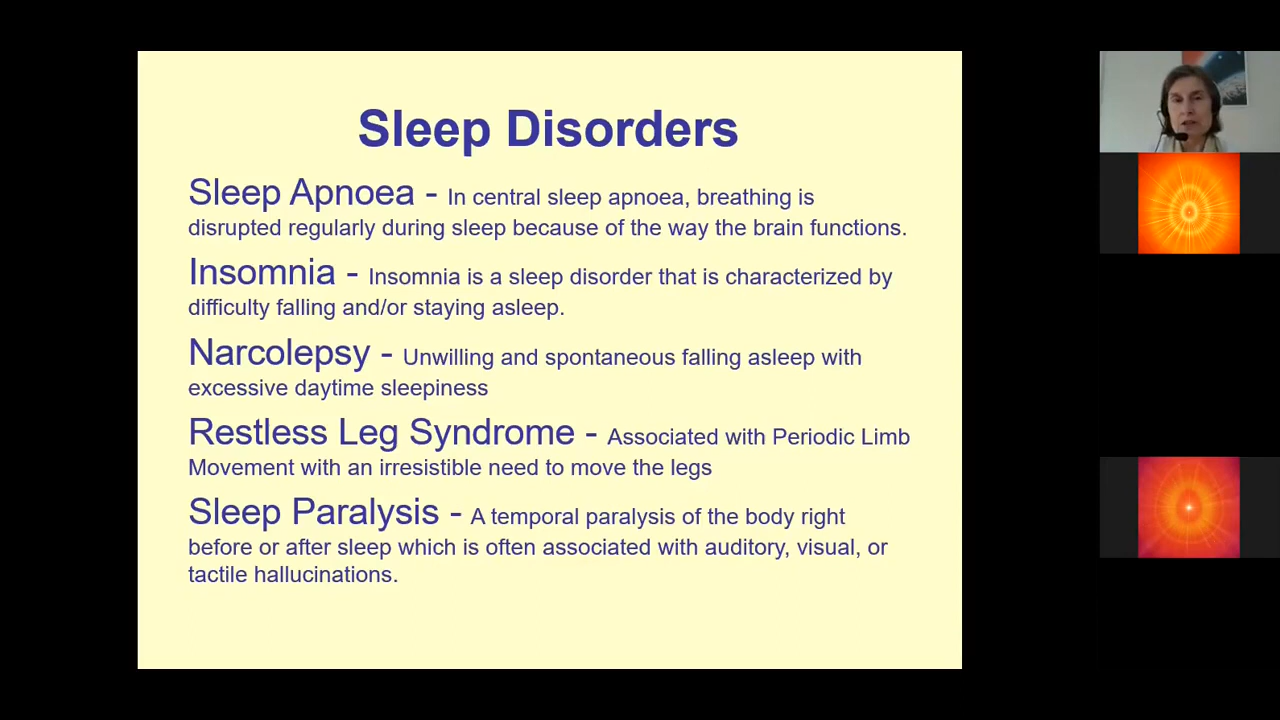 Sleep Disorders
Sleep Apnoea - In central sleep apnoea, breathing is
disrupted regularly during sleep because of the way the brain functions.
Insomnia - Insomnia is a sleep disorder that is characterized by
difficulty falling and/or staying asleep.
Narcolepsy - Unwilling and spontaneous falling asleep with
excessive daytime sleepiness
Restless Leg Syndrome - Associated with Periodic Limb
Movement with an irresistible need to move the legs
Sleep Paralysis - A temporal paralysis of the body right
before or after sleep which is often associated with auditory, visual, or
tactile hallucinations.